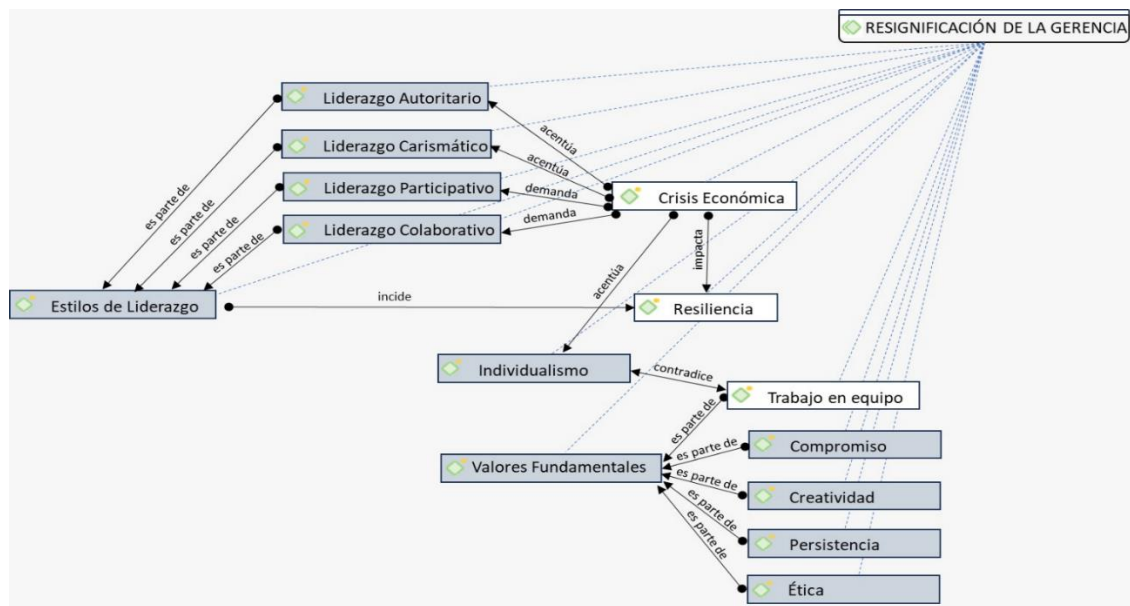 RESIGNIFICACIÓN DE LA GERENCIA
Liderazgo Autoritario
acentúa
Liderazgo Carismático
acentúa
Liderazgo Participativo
demanda
Crisis Económica
Liderazgo Colaborativo
demanda
es parte de
es parte de
es parte de
es parte de
acentúa
impacta
Estilos de Liderazgo
incide
Resiliencia
Individualismo
contradice
Trabajo en equipo
es parte de
Compromiso
es parte de
Valores Fundamentales
es parte de
Creatividad
es parte de
Persistencia
es parte de
Ética